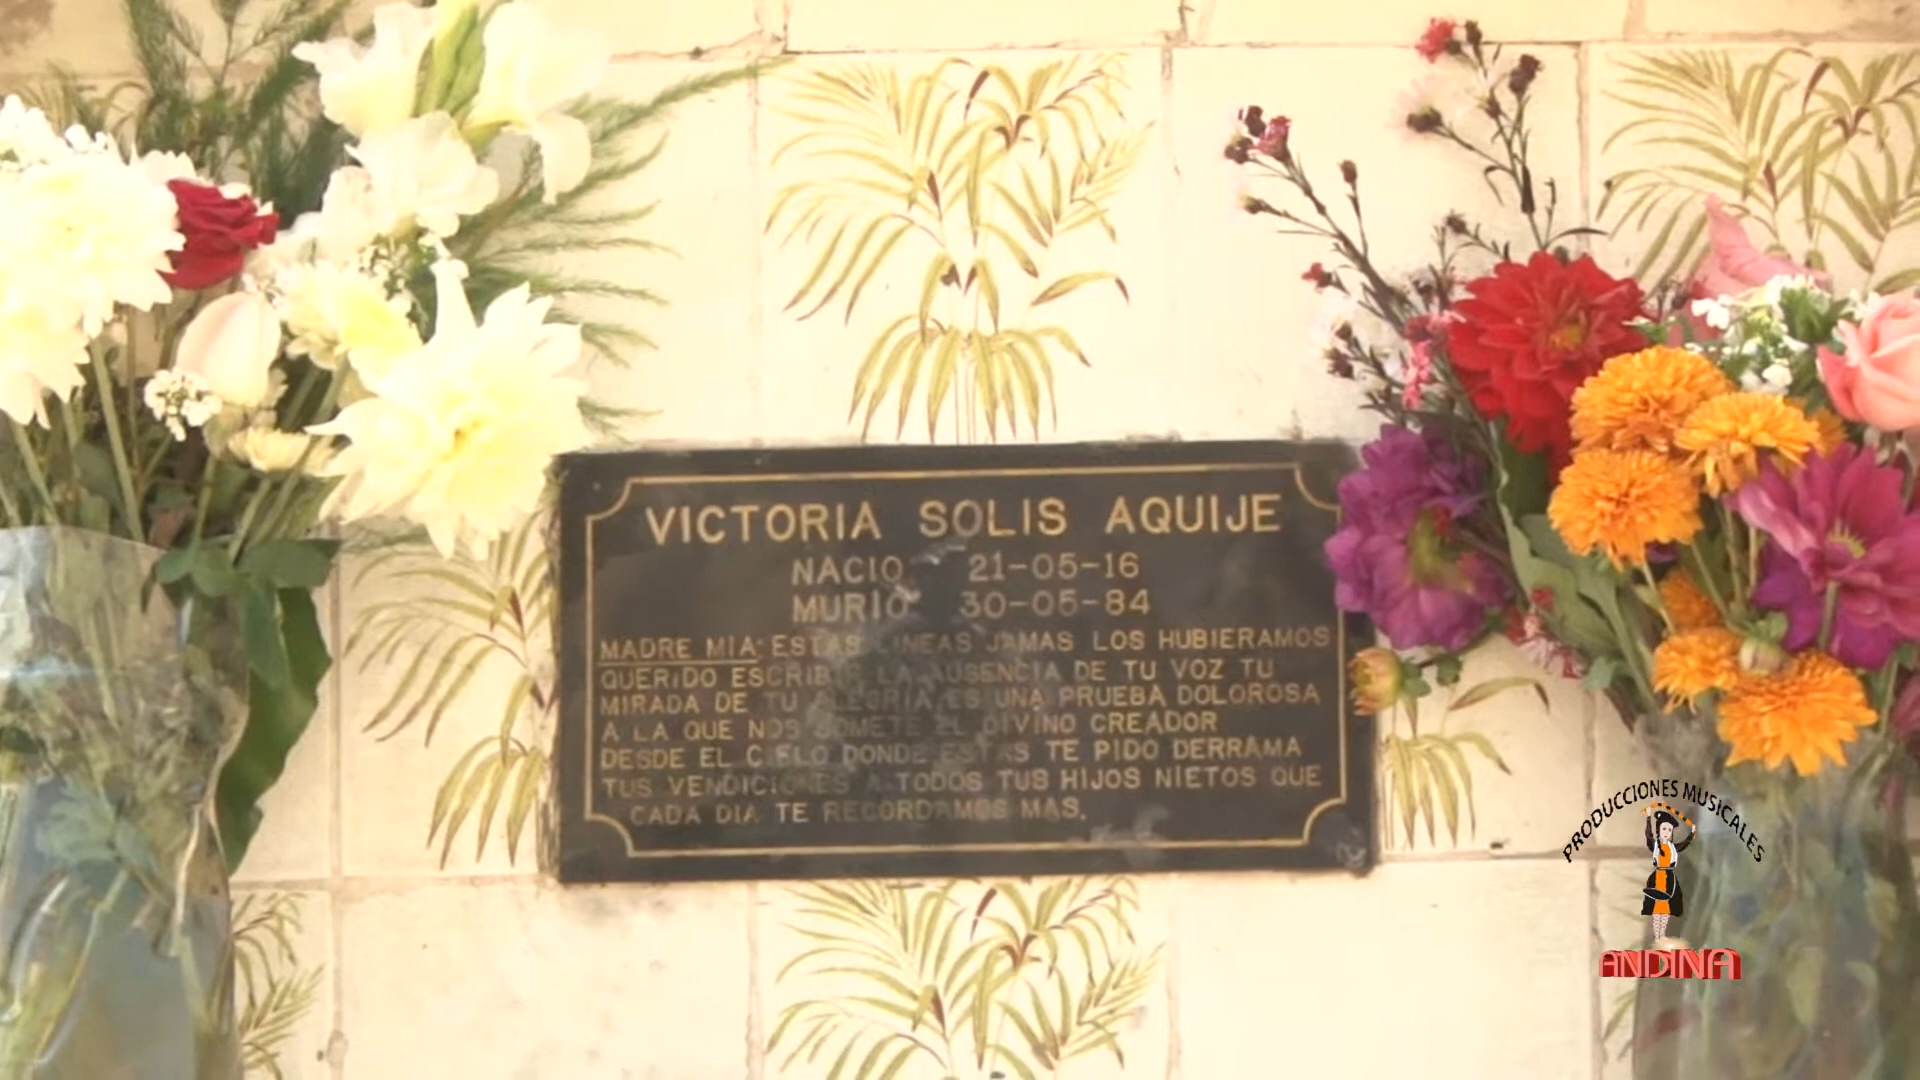 VICTORIA SOLIS AQUIJE
NACIO 21-05-16
MURIO 30-05-84
MADRE MIA: ESTAS LINEAS JAMAS LOS HUBIERAMOS
QUERIDO ESCRIBIR LA AUSENCIA DE TU VOZ TU
MIRADA DE TU ALEGRIA ES UNA PRUEBA DOLOROSA
A LA QUE NOS SOMETE EL DIVINO CREADOR
DESDE EL CIELO DONDE ESTAS TE PIDO DERRAMA
TUS VENDICIONES A TODOS TUS HIJOS NIETOS QUE
CADA DIA TE RECORDAMOS MAS.
PRODUCCIONES MUSICALES
ANDINA